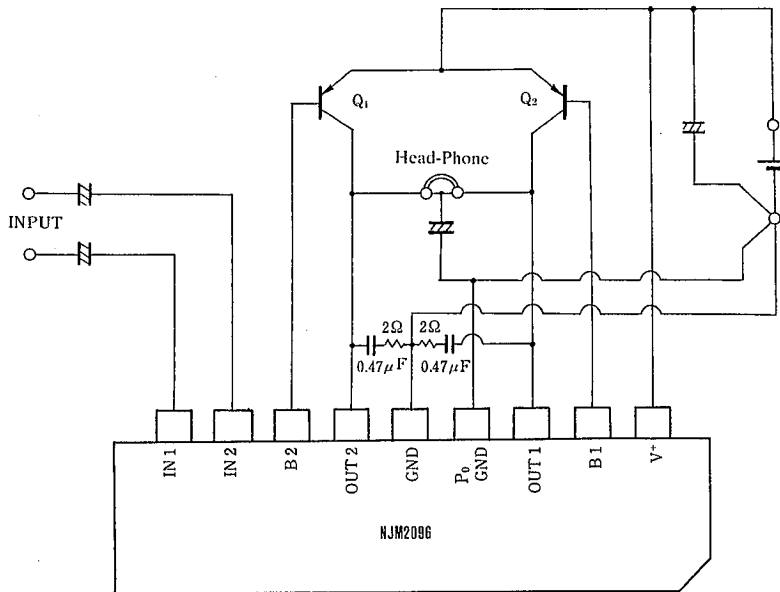 Q₁
Q₂
Head-Phone
INPUT
2Ω
2Ω
0.47μF
0.47μF
IN1
IN2
B2
OUT2
GND
P₀ GND
OUT1
B1
V⁺
NJM2096